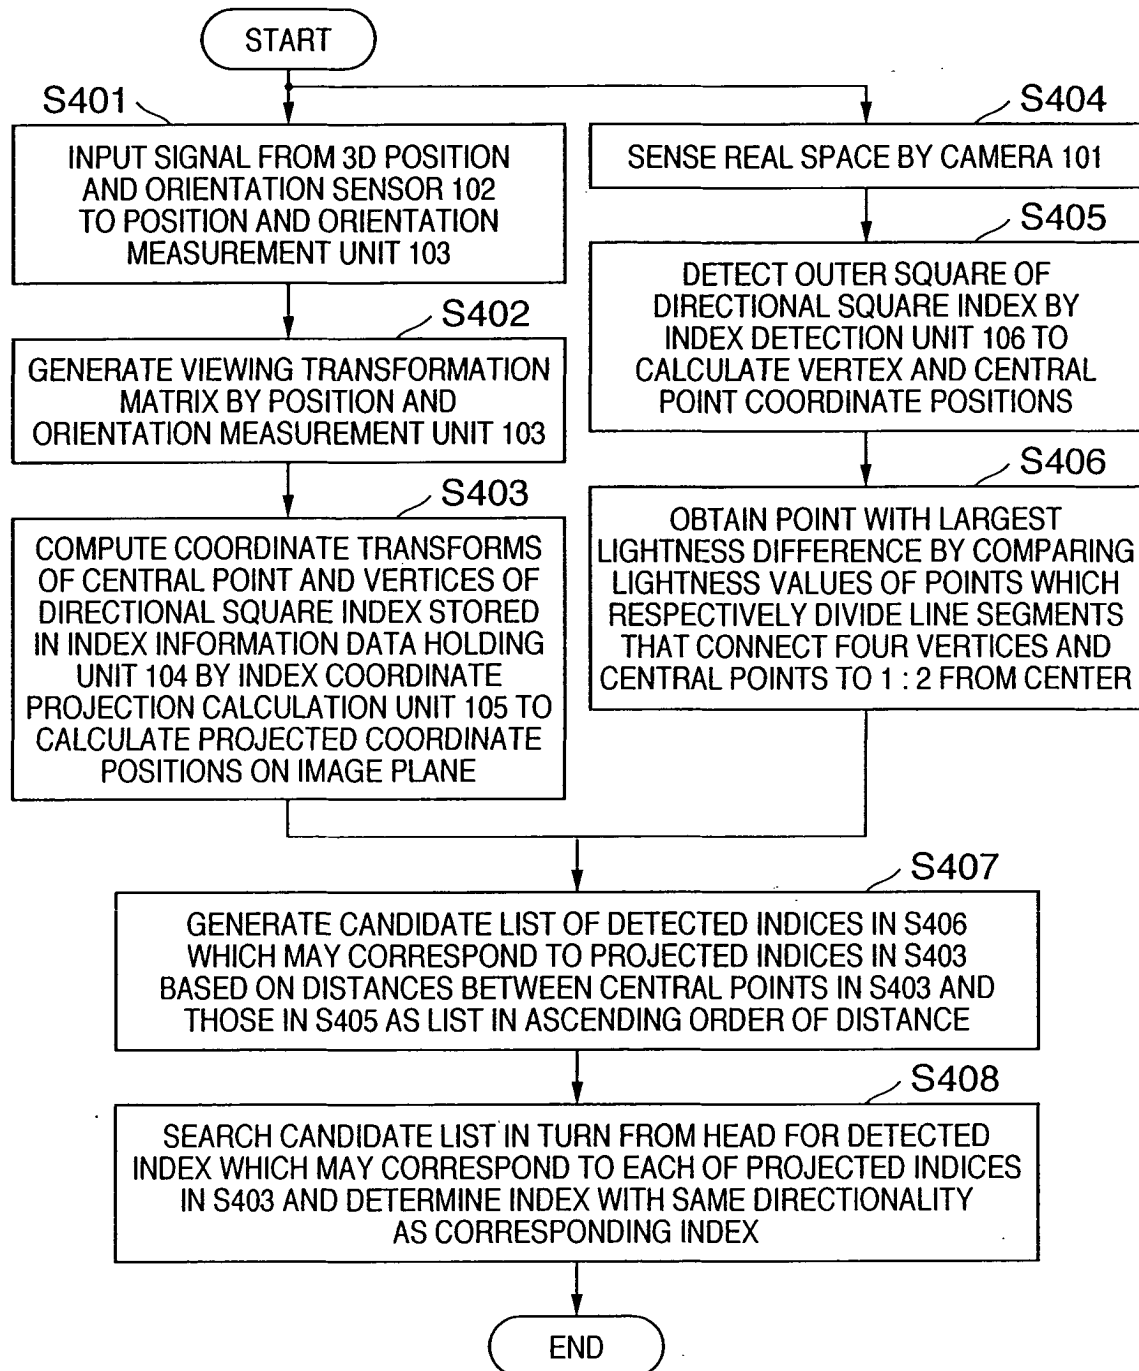 START
S401
INPUT SIGNAL FROM 3D POSITION
AND ORIENTATION SENSOR 102
TO POSITION AND ORIENTATION
MEASUREMENT UNIT 103
S402
GENERATE VIEWING TRANSFORMATION
MATRIX BY POSITION AND
ORIENTATION MEASUREMENT UNIT 103
S403
COMPUTE COORDINATE TRANSFORMS
OF CENTRAL POINT AND VERTICES OF
DIRECTIONAL SQUARE INDEX STORED
IN INDEX INFORMATION DATA HOLDING
UNIT 104 BY INDEX COORDINATE
PROJECTION CALCULATION UNIT 105 TO
CALCULATE PROJECTED COORDINATE
POSITIONS ON IMAGE PLANE
S404
SENSE REAL SPACE BY CAMERA 101
S405
DETECT OUTER SQUARE OF
DIRECTIONAL SQUARE INDEX BY
INDEX DETECTION UNIT 106 TO
CALCULATE VERTEX AND CENTRAL
POINT COORDINATE POSITIONS
S406
OBTAIN POINT WITH LARGEST
LIGHTNESS DIFFERENCE BY COMPARING
LIGHTNESS VALUES OF POINTS WHICH
RESPECTIVELY DIVIDE LINE SEGMENTS
THAT CONNECT FOUR VERTICES AND
CENTRAL POINTS TO 1 : 2 FROM CENTER
S407
GENERATE CANDIDATE LIST OF DETECTED INDICES IN S406
WHICH MAY CORRESPOND TO PROJECTED INDICES IN S403
BASED ON DISTANCES BETWEEN CENTRAL POINTS IN S403 AND
THOSE IN S405 AS LIST IN ASCENDING ORDER OF DISTANCE
S408
SEARCH CANDIDATE LIST IN TURN FROM HEAD FOR DETECTED
INDEX WHICH MAY CORRESPOND TO EACH OF PROJECTED INDICES
IN S403 AND DETERMINE INDEX WITH SAME DIRECTIONALITY
AS CORRESPONDING INDEX
END